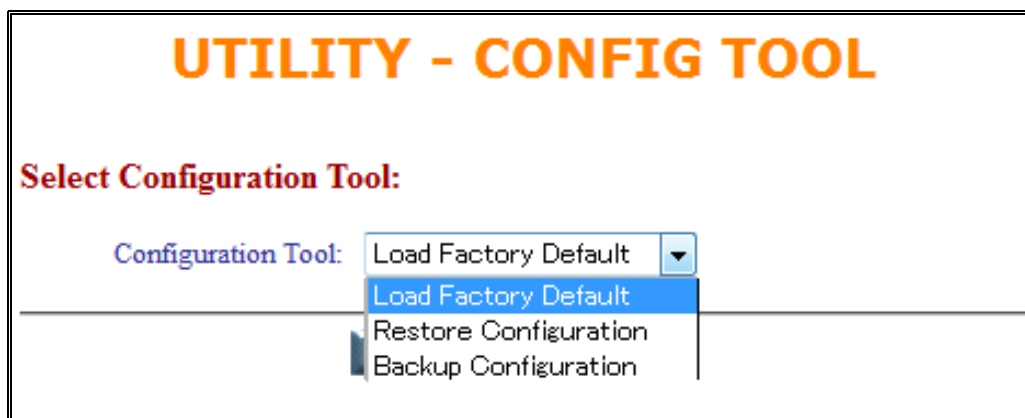 UTILITY - CONFIG TOOL
Select Configuration Tool:
Configuration Tool: Load Factory Default
Load Factory Default
Restore Configuration
Backup Configuration